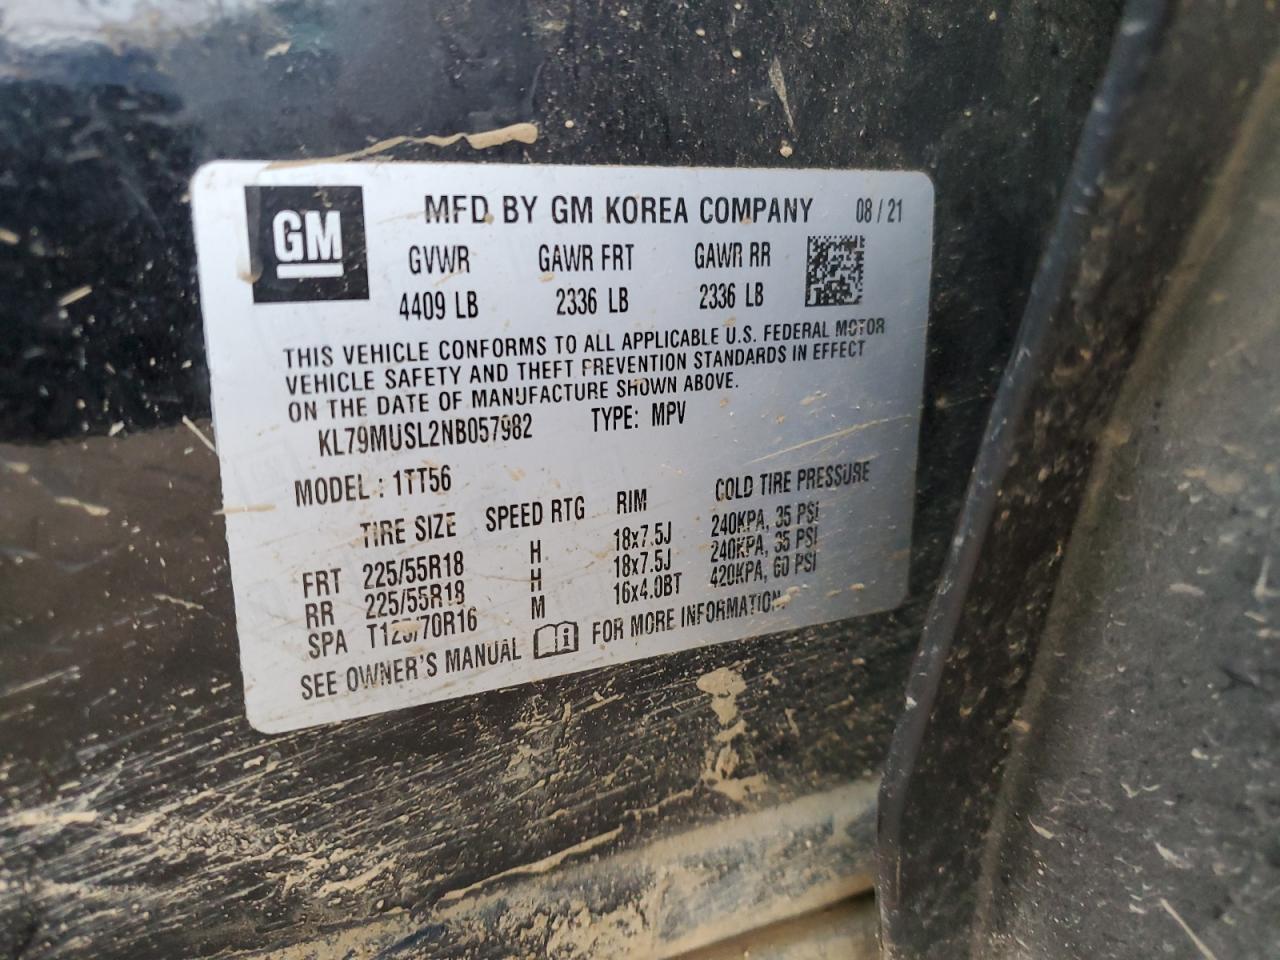 GM
MFD BY GM KOREA COMPANY 08 / 21
GVWR GAWR FRT GAWR RR
4409 LB 2336 LB 2336 LB
THIS VEHICLE CONFORMS TO ALL APPLICABLE U.S. FEDERAL MOTOR
VEHICLE SAFETY AND THEFT PREVENTION STANDARDS IN EFFECT
ON THE DATE OF MANUFACTURE SHOWN ABOVE.
KL79MUSL2NB057982 TYPE: MPV
MODEL : 1TT56
TIRE SIZE SPEED RTG RIM COLD TIRE PRESSURE
FRT 225/55R18 H 18x7.5J 240KPA, 35 PSI
RR 225/55R18 H 18x7.5J 240KPA, 35 PSI
SPA M 16x4.0BT 420KPA, 60 PSI
SEE OWNER'S MANUAL FOR MORE INFORMATION.